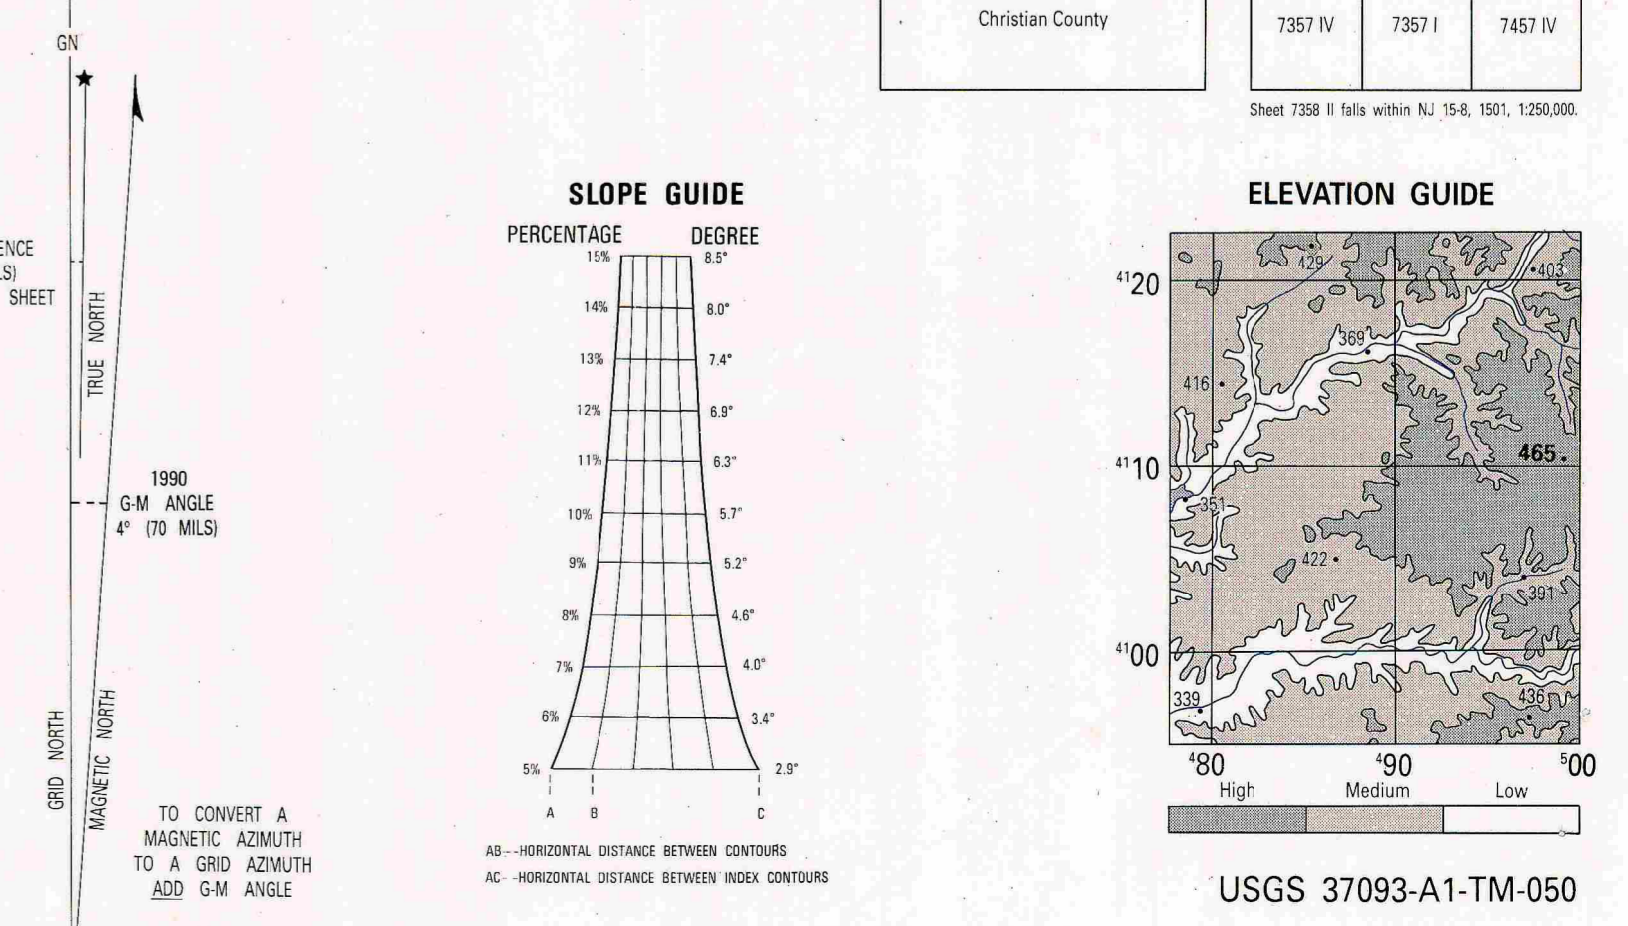 GN
ENCE
LS)
SHEET
TRUE NORTH
1990
G-M ANGLE
4° (70 MILS)
GRID NORTH
MAGNETIC NORTH
TO CONVERT A
MAGNETIC AZIMUTH
TO A GRID AZIMUTH
ADD G-M ANGLE
SLOPE GUIDE
PERCENTAGE DEGREE
15% 8.5°
14% 8.0°
13% 7.4°
12% 6.9°
11% 6.3°
10% 5.7°
9% 5.2°
8% 4.6°
7% 4.0°
6% 3.4°
5% 2.9°
A B C
AB--HORIZONTAL DISTANCE BETWEEN CONTOURS
AC--HORIZONTAL DISTANCE BETWEEN INDEX CONTOURS
Christian County
7357 IV 7357 I 7457 IV
Sheet 7358 II falls within NJ 15-8, 1501, 1:250,000.
ELEVATION GUIDE
429
403
4120
369
416
465
4110
351
422
391
4100
339
436
480 490 500
High Medium Low
USGS 37093-A1-TM-050